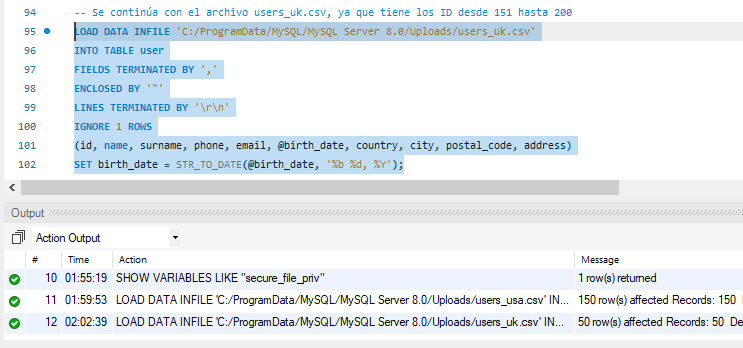 94 -- Se continúa con el archivo users_uk.csv, ya que tiene los ID desde 151 hasta 200
95 LOAD DATA INFILE 'C:/ProgramData/MySQL/MySQL Server 8.0/Uploads/users_uk.csv'
96 INTO TABLE user
97 FIELDS TERMINATED BY ','
98 ENCLOSED BY '"'
99 LINES TERMINATED BY '\r\n'
100 IGNORE 1 ROWS
101 (id, name, surname, phone, email, @birth_date, country, city, postal_code, address)
102 SET birth_date = STR_TO_DATE(@birth_date, '%b %d, %Y');
Output
Action Output
# Time Action Message
10 01:55:19 SHOW VARIABLES LIKE "secure_file_priv" 1 row(s) returned
11 01:59:53 LOAD DATA INFILE 'C:/ProgramData/MySQL/MySQL Server 8.0/Uploads/users_usa.csv' IN... 150 row(s) affected Records: 150
12 02:02:39 LOAD DATA INFILE 'C:/ProgramData/MySQL/MySQL Server 8.0/Uploads/users_uk.csv' INT... 50 row(s) affected Records: 50 De